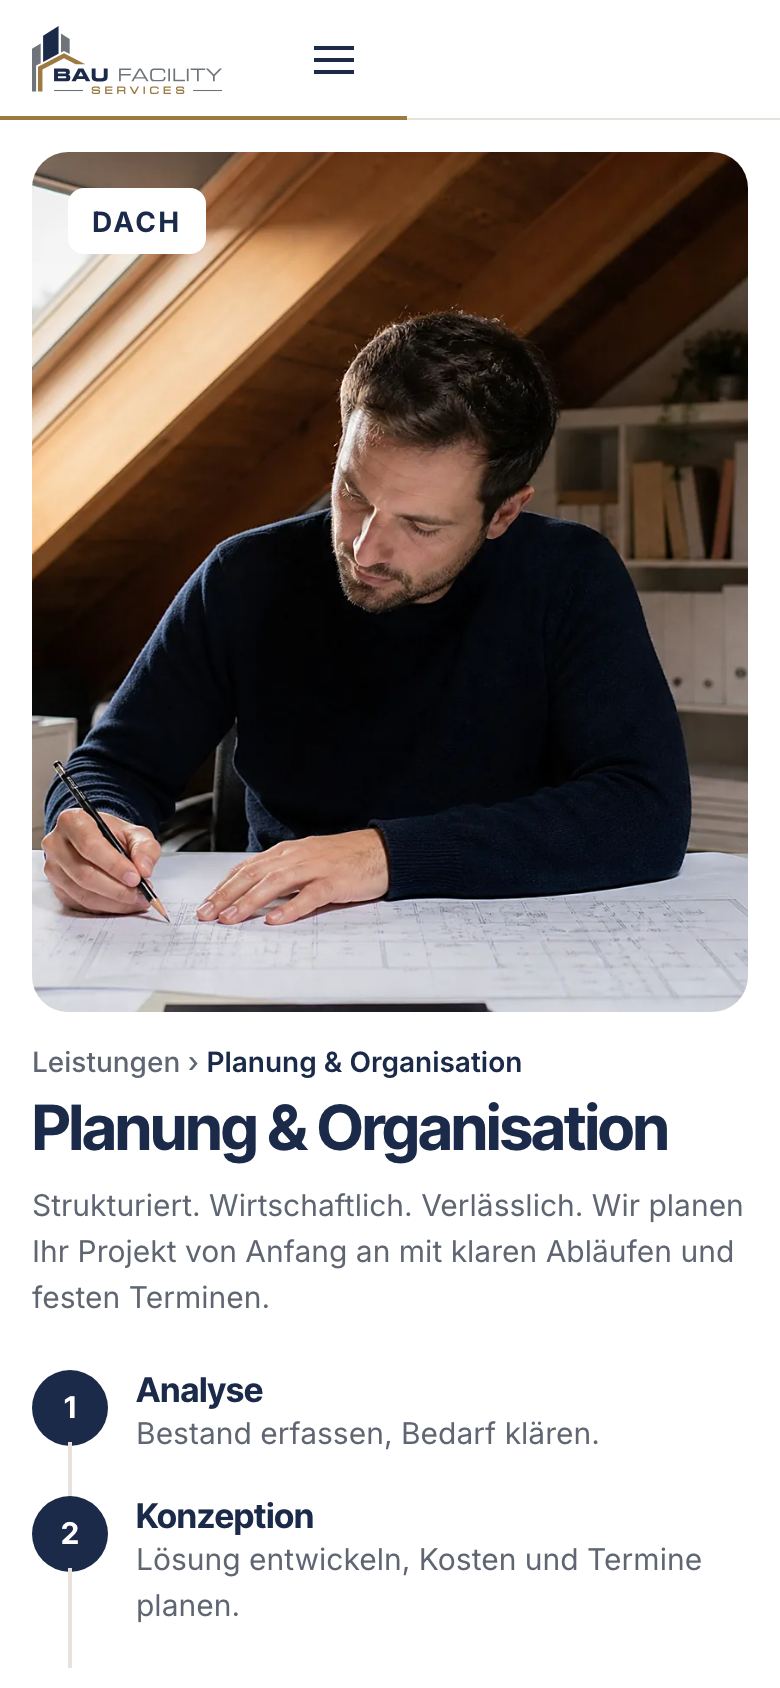 BAU FACILITY
SERVICES
DACH
Leistungen › Planung & Organisation
Planung & Organisation
Strukturiert. Wirtschaftlich. Verlässlich. Wir planen
Ihr Projekt von Anfang an mit klaren Abläufen und
festen Terminen.
1
Analyse
Bestand erfassen, Bedarf klären.
2
Konzeption
Lösung entwickeln, Kosten und Termine
planen.